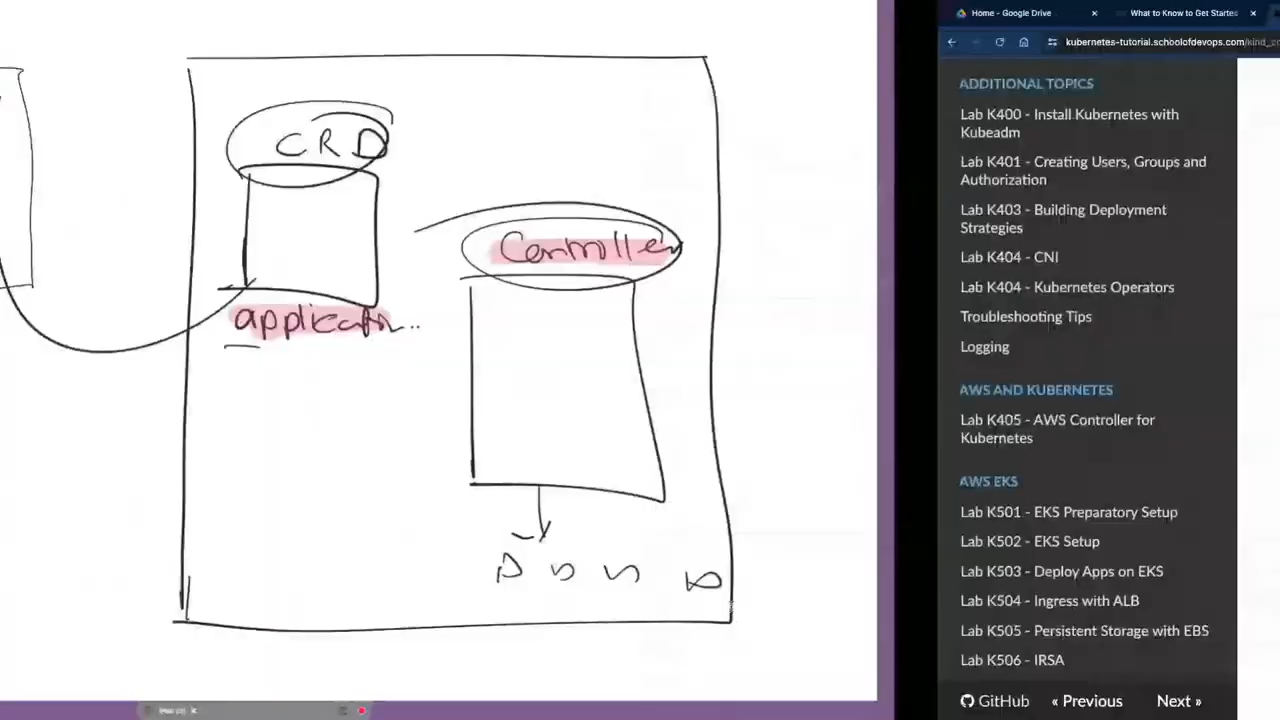 CRD
Controller
applicatn..
Home - Google Drive
What to Know to Get Starte
kubernetes-tutorial.schoolofdevops.com/kind_c
ADDITIONAL TOPICS
Lab K400 - Install Kubernetes with
Kubeadm
Lab K401 - Creating Users, Groups and
Authorization
Lab K403 - Building Deployment
Strategies
Lab K404 - CNI
Lab K404 - Kubernetes Operators
Troubleshooting Tips
Logging
AWS AND KUBERNETES
Lab K405 - AWS Controller for
Kubernetes
AWS EKS
Lab K501 - EKS Preparatory Setup
Lab K502 - EKS Setup
Lab K503 - Deploy Apps on EKS
Lab K504 - Ingress with ALB
Lab K505 - Persistent Storage with EBS
Lab K506 - IRSA
GitHub « Previous Next »